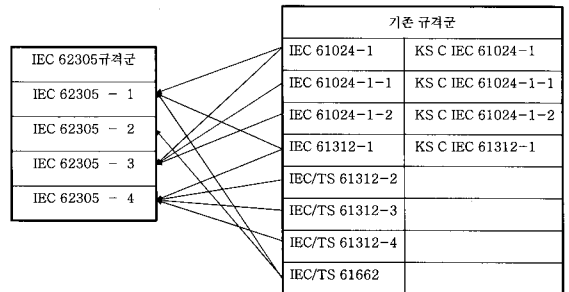 IEC 62305규격군
IEC 62305 - 1
IEC 62305 - 2
IEC 62305 - 3
IEC 62305 - 4
기존 규격군
IEC 61024-1 KS C IEC 61024-1
IEC 61024-1-1 KS C IEC 61024-1-1
IEC 61024-1-2 KS C IEC 61024-1-2
IEC 61312-1 KS C IEC 61312-1
IEC/TS 61312-2
IEC/TS 61312-3
IEC/TS 61312-4
IEC/TS 61662